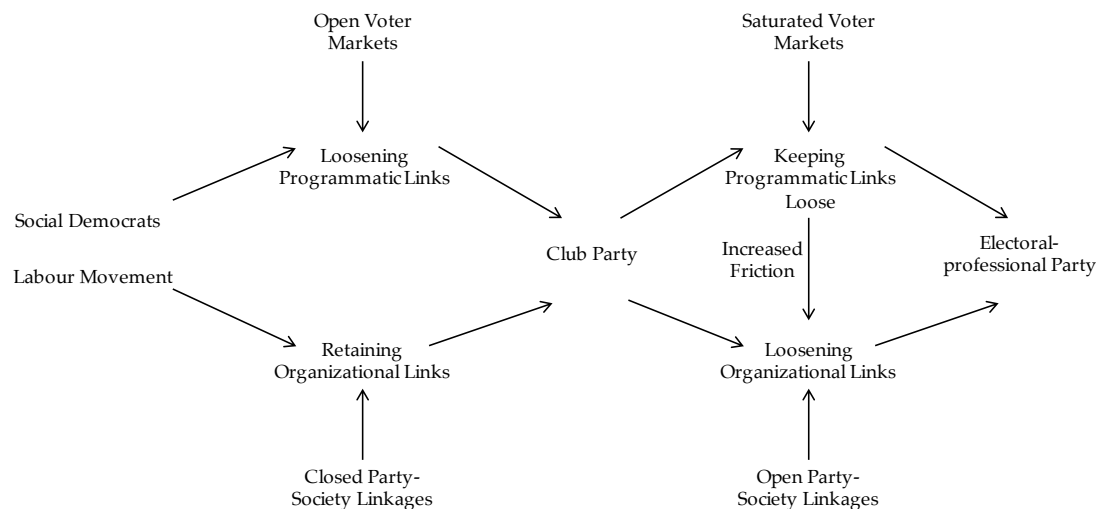 Open Voter
Markets
Saturated Voter
Markets
Loosening
Programmatic Links
Keeping
Programmatic Links
Loose
Social Democrats
Labour Movement
Club Party
Increased
Friction
Electoral-
professional Party
Retaining
Organizational Links
Loosening
Organizational Links
Closed Party-
Society Linkages
Open Party-
Society Linkages